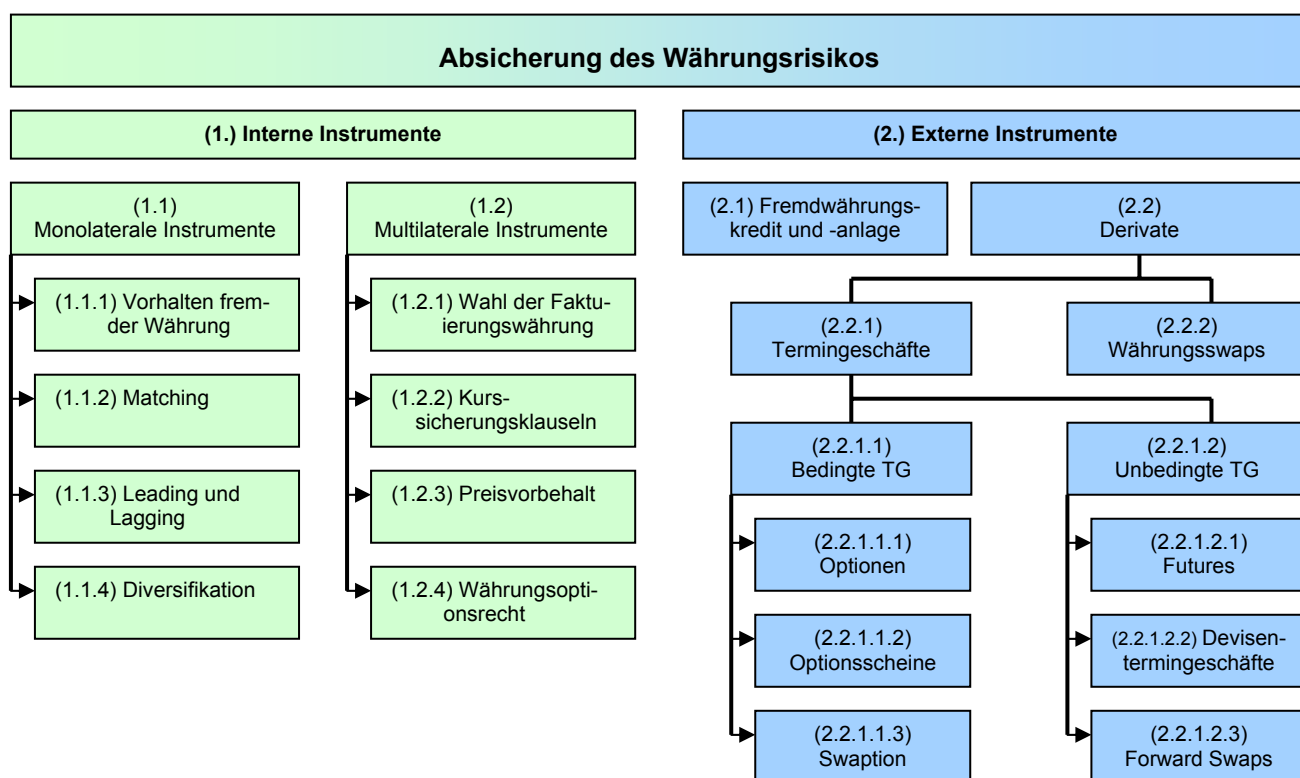 Absicherung des Währungsrisikos
(1.) Interne Instrumente
(2.) Externe Instrumente
(1.1)
Monolaterale Instrumente
(1.2)
Multilaterale Instrumente
(2.1) Fremdwährungs-
kredit und -anlage
(2.2)
Derivate
(1.1.1) Vorhalten frem-
der Währung
(1.2.1) Wahl der Faktu-
ierungswährung
(2.2.1)
Termingeschäfte
(2.2.2)
Währungsswaps
(1.1.2) Matching
(1.2.2) Kurs-
sicherungsklauseln
(2.2.1.1)
Bedingte TG
(2.2.1.2)
Unbedingte TG
(1.1.3) Leading und
Lagging
(1.2.3) Preisvorbehalt
(2.2.1.1.1)
Optionen
(2.2.1.2.1)
Futures
(1.1.4) Diversifikation
(1.2.4) Währungsopti-
onsrecht
(2.2.1.1.2)
Optionsscheine
(2.2.1.2.2) Devisen-
termingeschäfte
(2.2.1.1.3)
Swaption
(2.2.1.2.3)
Forward Swaps